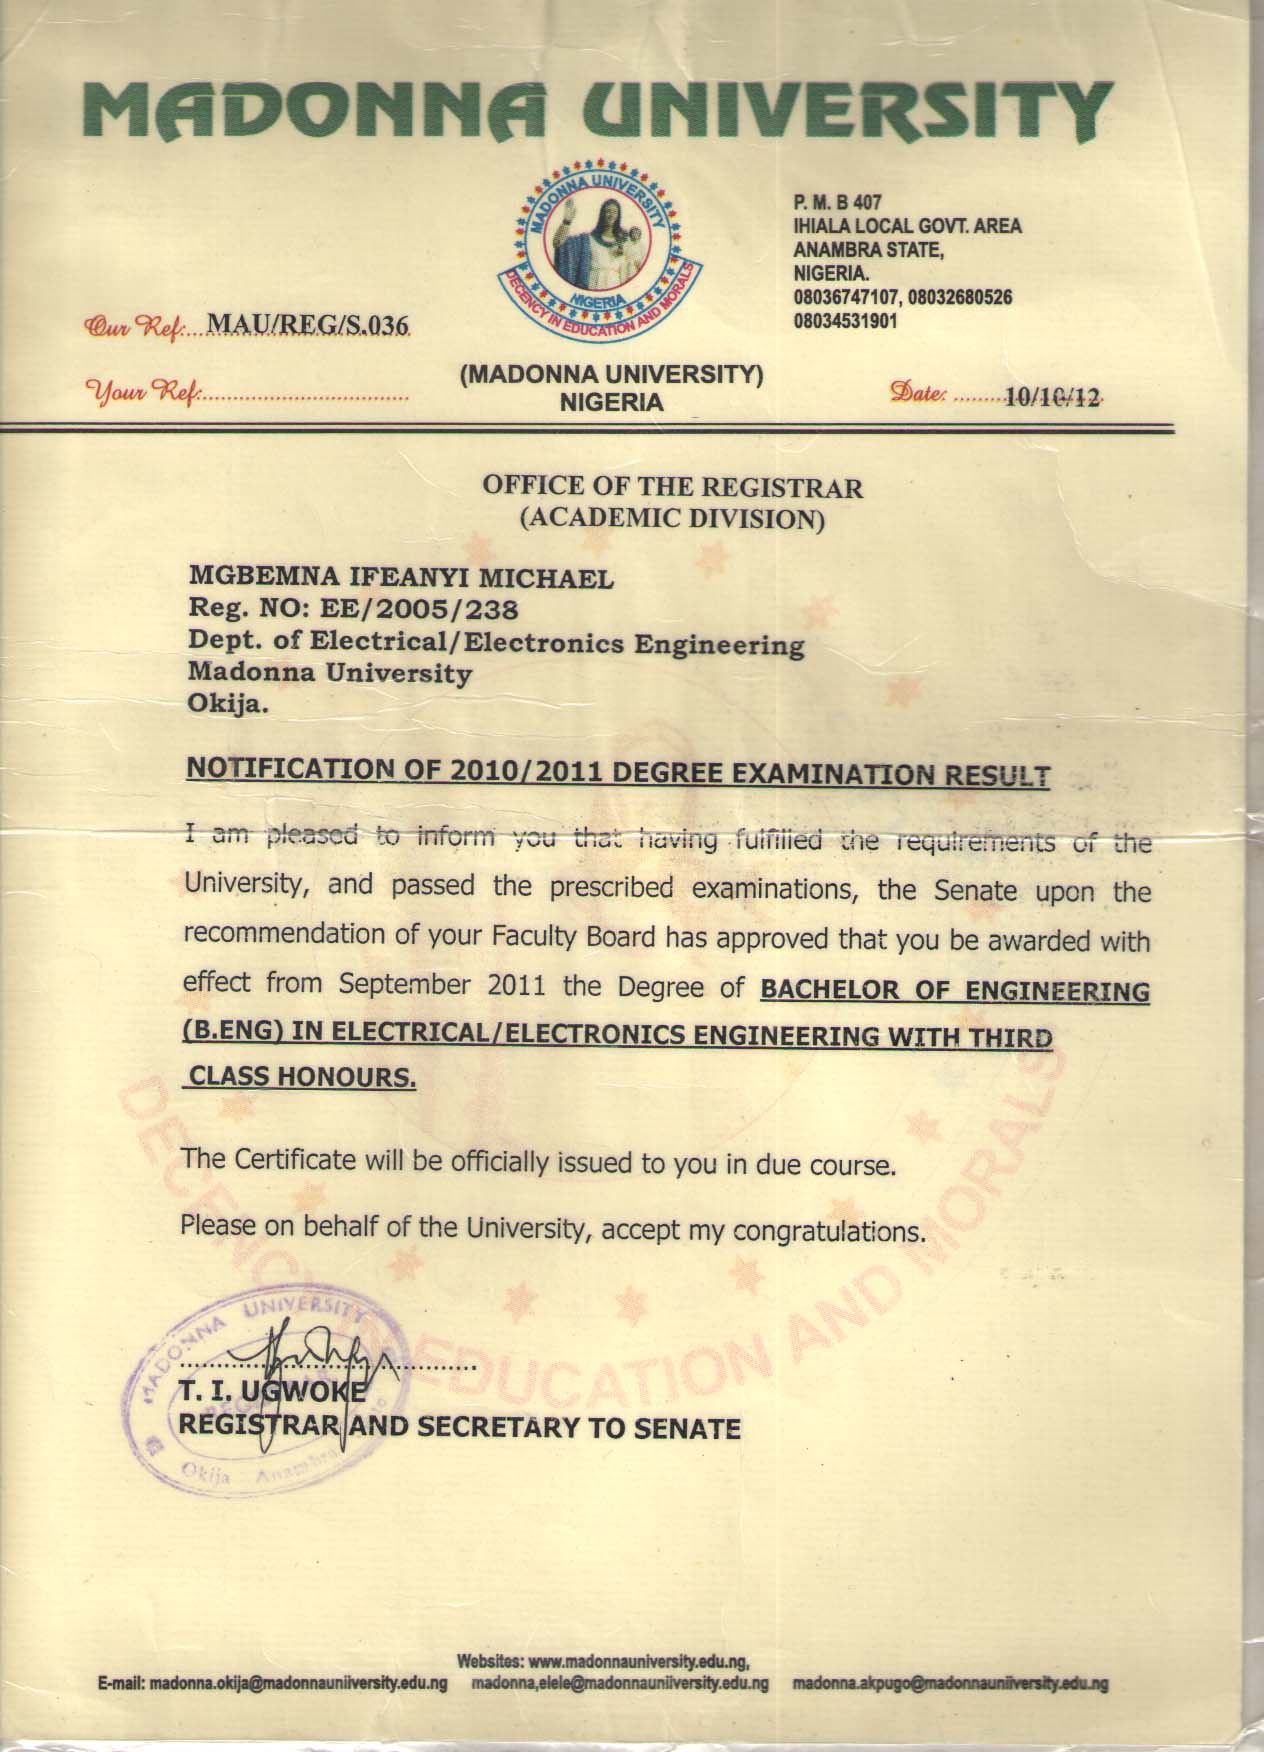 MADONNA UNIVERSITY
MADONNA UNIVERSITY
NIGERIA
DECENCY IN EDUCATION AND MORALS
P. M. B 407
IHIALA LOCAL GOVT. AREA
ANAMBRA STATE,
NIGERIA.
08036747107, 08032680526
08034531901
Our Ref:...MAU/REG/S.036
Your Ref:..................................
(MADONNA UNIVERSITY)
NIGERIA
Date: ........10/10/12
OFFICE OF THE REGISTRAR
(ACADEMIC DIVISION)
MGBEMNA IFEANYI MICHAEL
Reg. NO: EE/2005/238
Dept. of Electrical/Electronics Engineering
Madonna University
Okija.
NOTIFICATION OF 2010/2011 DEGREE EXAMINATION RESULT
I am pleased to inform you that having fulfilled the requirements of the
University, and passed the prescribed examinations, the Senate upon the
recommendation of your Faculty Board has approved that you be awarded with
effect from September 2011 the Degree of BACHELOR OF ENGINEERING
(B.ENG) IN ELECTRICAL/ELECTRONICS ENGINEERING WITH THIRD
CLASS HONOURS.
The Certificate will be officially issued to you in due course.
Please on behalf of the University, accept my congratulations.
DECENCY IN EDUCATION AND MORALS
MADONNA UNIVERSITY
Okija Anambra
T. I. UGWOKE
REGISTRAR AND SECRETARY TO SENATE
Websites: www.madonnauniversity.edu.ng,
E-mail: madonna.okija@madonnauniiversity.edu.ng madonna,elele@madonnauniiversity.edu.ng madonna.akpugo@madonnauniiversity.edu.ng